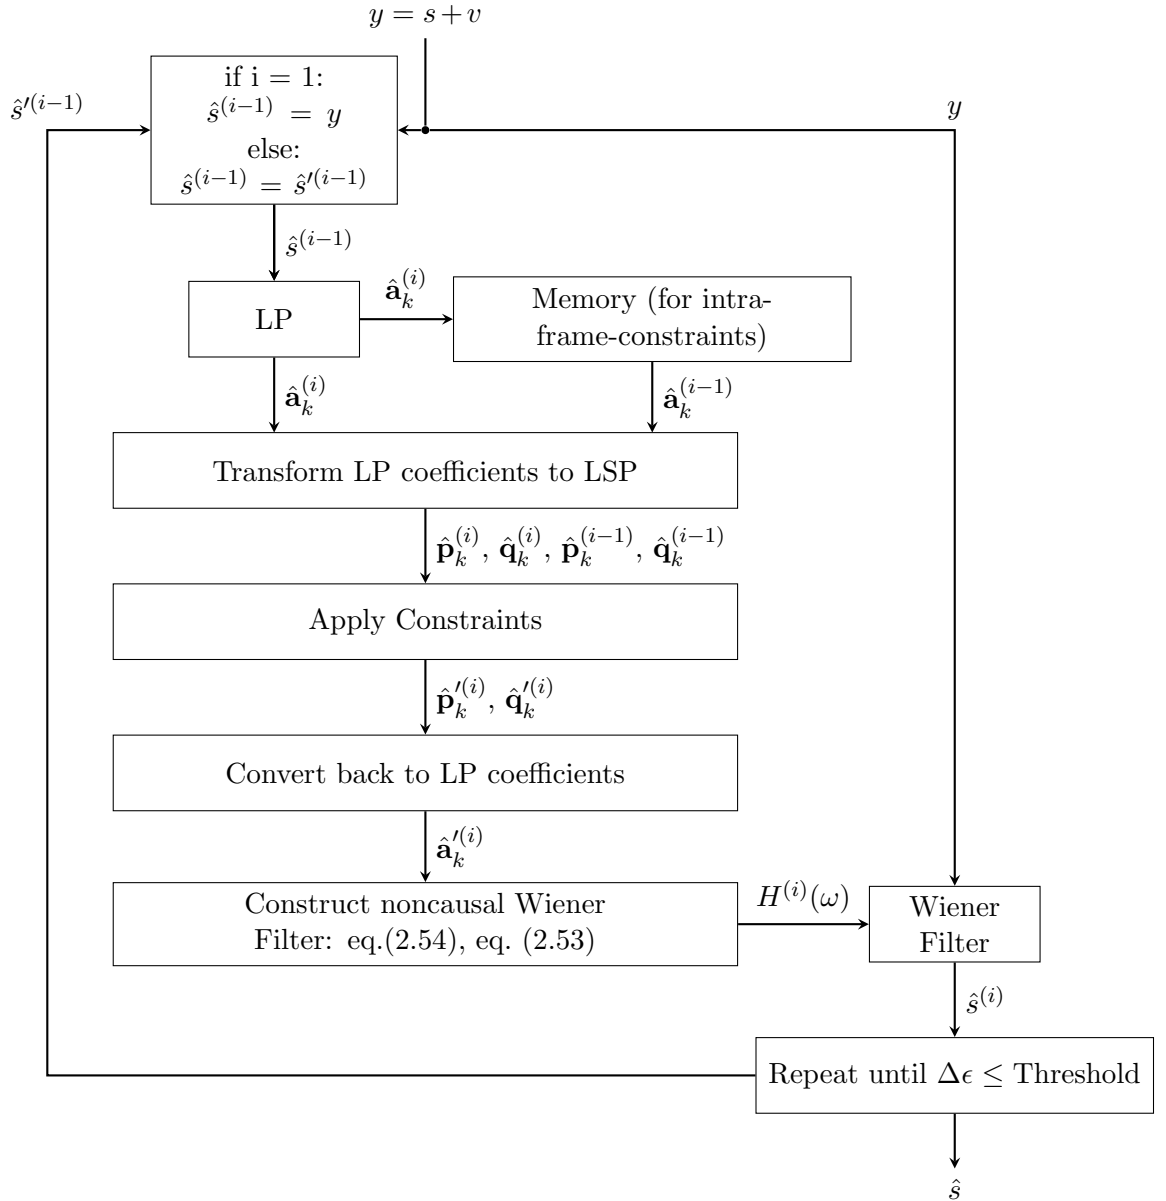 y = s + v
if i = 1:
ŝ^(i−1) = y
else:
ŝ^(i−1) = ŝ′^(i−1)
ŝ′^(i−1)
y
ŝ^(i−1)
LP
â_k^(i)
Memory (for intra-
frame-constraints)
â_k^(i)
â_k^(i−1)
Transform LP coefficients to LSP
p̂_k^(i), q̂_k^(i), p̂_k^(i−1), q̂_k^(i−1)
Apply Constraints
p̂_k′^(i), q̂_k′^(i)
Convert back to LP coefficients
â_k′^(i)
Construct noncausal Wiener
Filter: eq.(2.54), eq. (2.53)
H^(i)(ω)
Wiener
Filter
ŝ^(i)
Repeat until Δϵ ≤ Threshold
ŝ